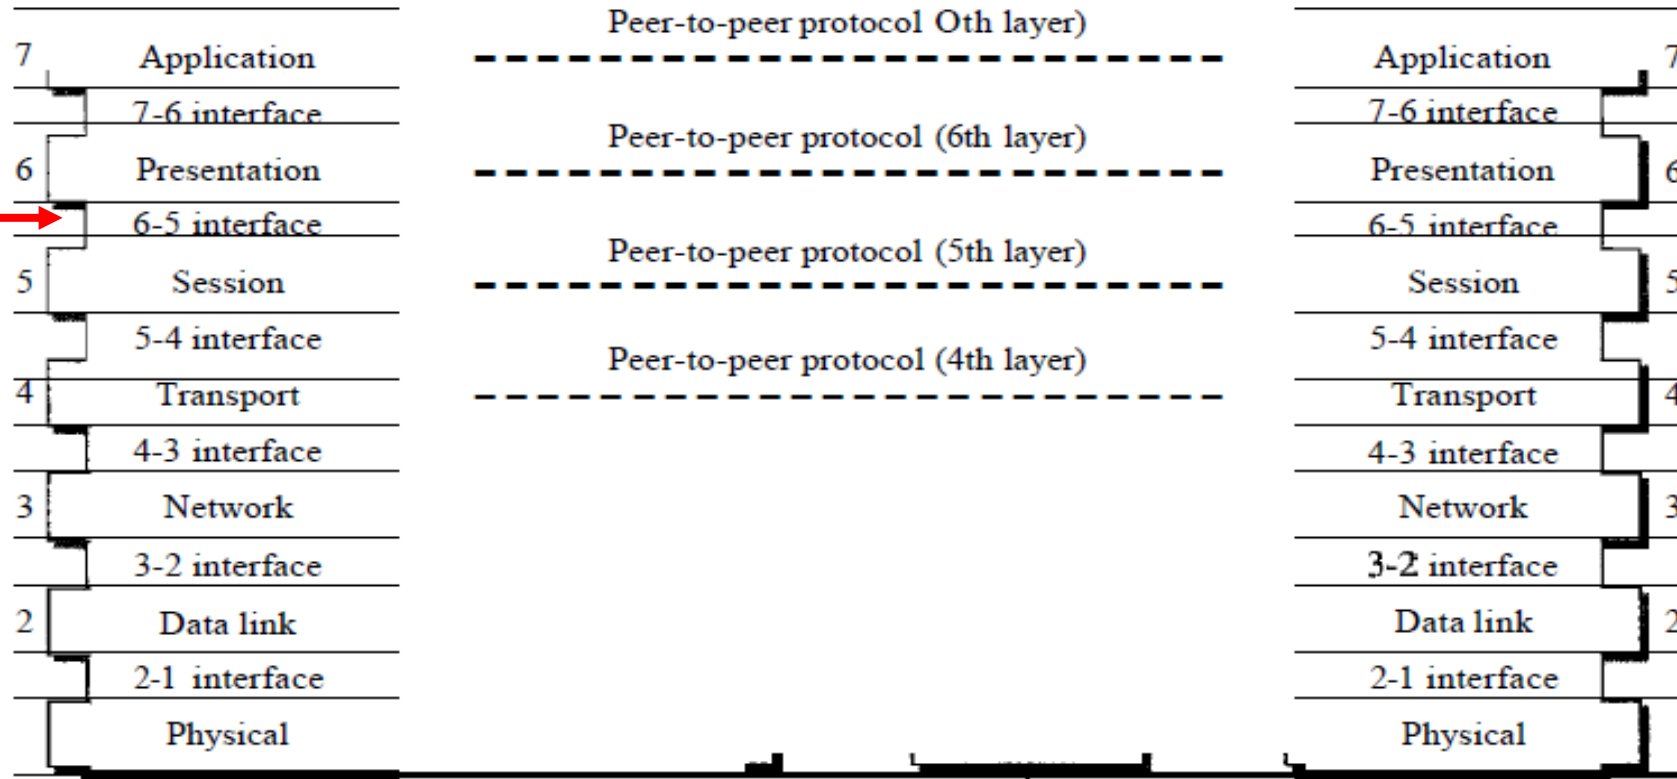 Peer-to-peer protocol Oth layer)
7 Application Application 7
7-6 interface 7-6 interface
Peer-to-peer protocol (6th layer)
6 Presentation Presentation 6
6-5 interface 6-5 interface
Peer-to-peer protocol (5th layer)
5 Session Session 5
5-4 interface 5-4 interface
Peer-to-peer protocol (4th layer)
4 Transport Transport 4
4-3 interface 4-3 interface
3 Network Network 3
3-2 interface 3-2 interface
2 Data link Data link 2
2-1 interface 2-1 interface
Physical Physical